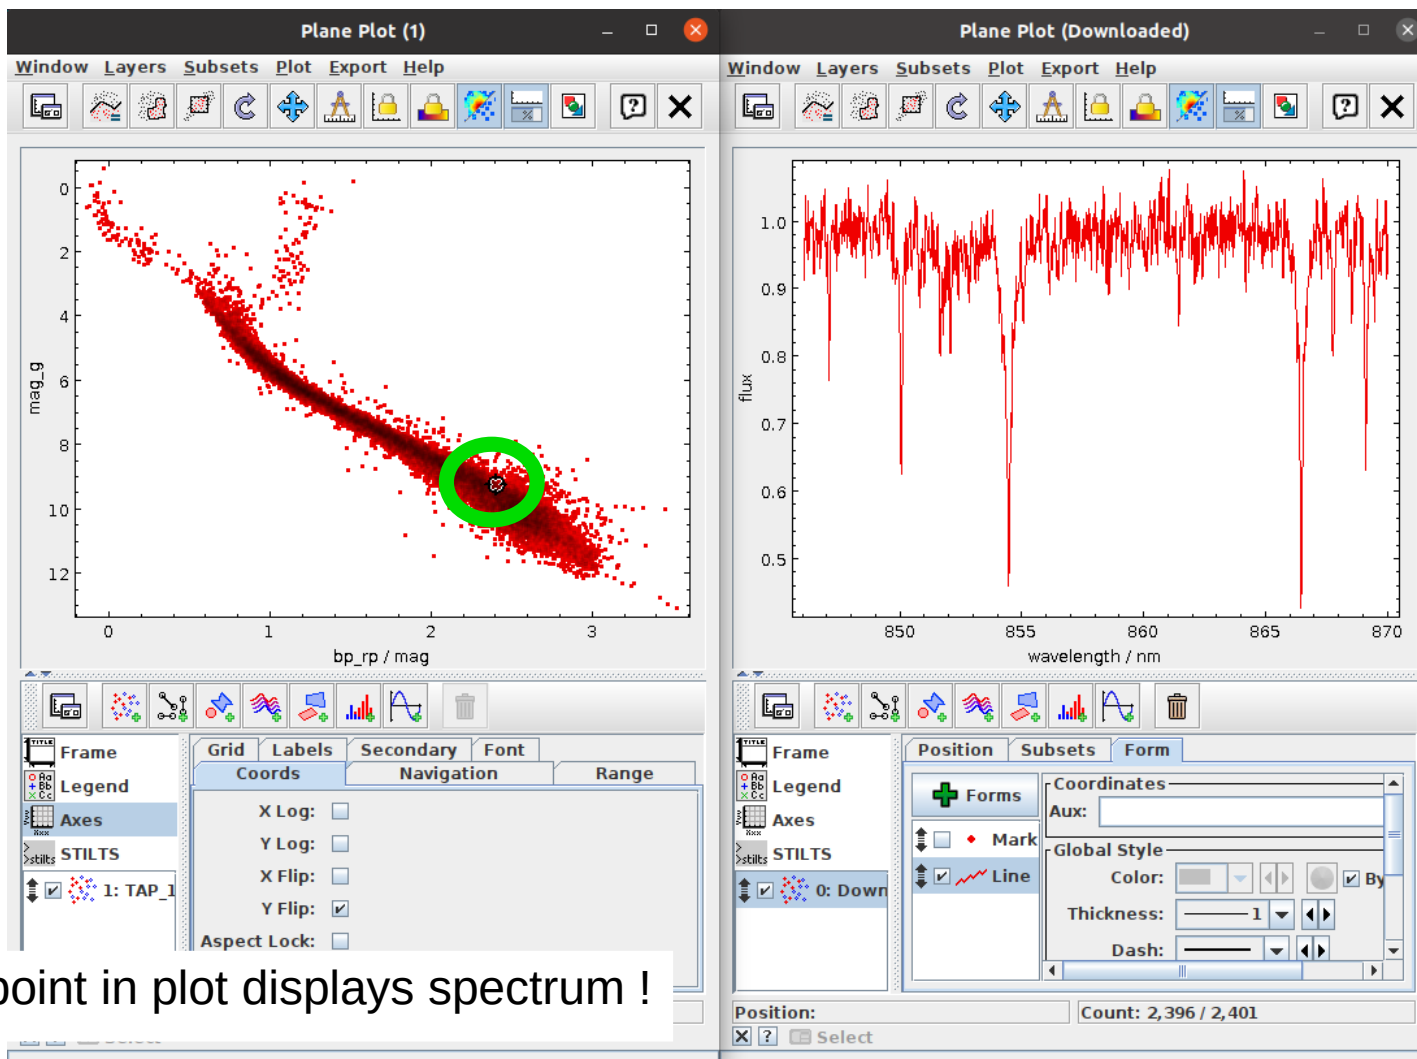 Plane Plot (1)
Window Layers Subsets Plot Export Help
0
2
4
6
8
10
12
mag_g
0 1 2 3
bp_rp / mag
Frame
Legend
Axes
STILTS
1: TAP_1
Grid Labels Secondary Font
Coords Navigation Range
X Log:
Y Log:
X Flip:
Y Flip:
Aspect Lock:
point in plot displays spectrum !
Plane Plot (Downloaded)
Window Layers Subsets Plot Export Help
1.0
0.9
0.8
0.7
0.6
0.5
flux
850 855 860 865 870
wavelength / nm
Frame
Legend
Axes
STILTS
0: Down
Position Subsets Form
Forms
Mark
Line
Coordinates
Aux:
Global Style
Color: By
Thickness: 1
Dash:
Position:
Count: 2,396 / 2,401
Select